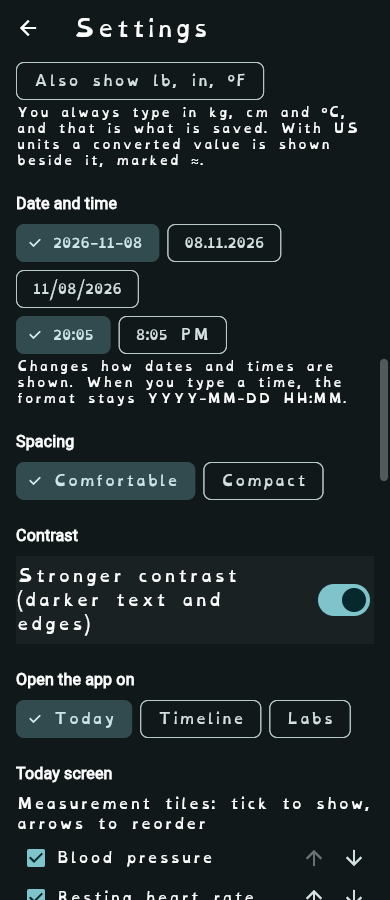 Settings
Also show lb, in, °F
You always type in kg, cm and °C,
and that is what is saved. With US
units a converted value is shown
beside it, marked ≈.
Date and time
2026-11-08
08.11.2026
11/08/2026
20:05
8:05 PM
Changes how dates and times are
shown. When you type a time, the
format stays YYYY-MM-DD HH:MM.
Spacing
Comfortable
Compact
Contrast
Stronger contrast
(darker text and
edges)
Open the app on
Today
Timeline
Labs
Today screen
Measurement tiles: tick to show,
arrows to reorder
Blood pressure
Resting heart rate